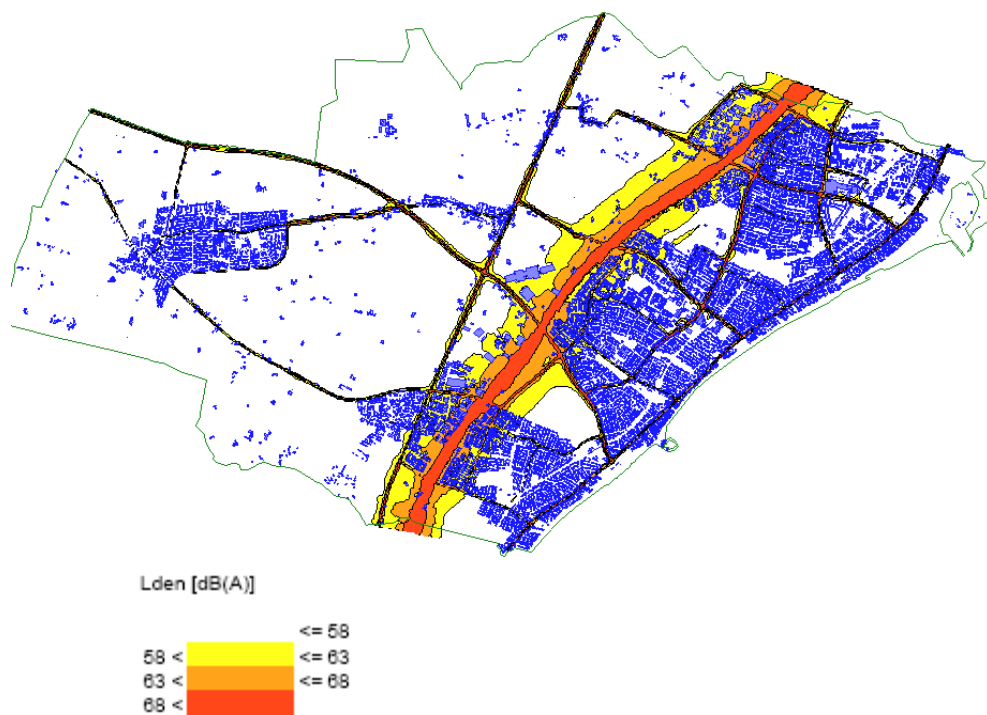 Lden [dB(A)]
<= 58
58 < <= 63
63 < <= 68
68 <